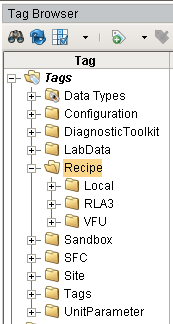 Tag Browser
Tag
Tags
Data Types
Configuration
DiagnosticToolkit
LabData
Recipe
Local
RLA3
VFU
Sandbox
SFC
Site
Tags
UnitParameter